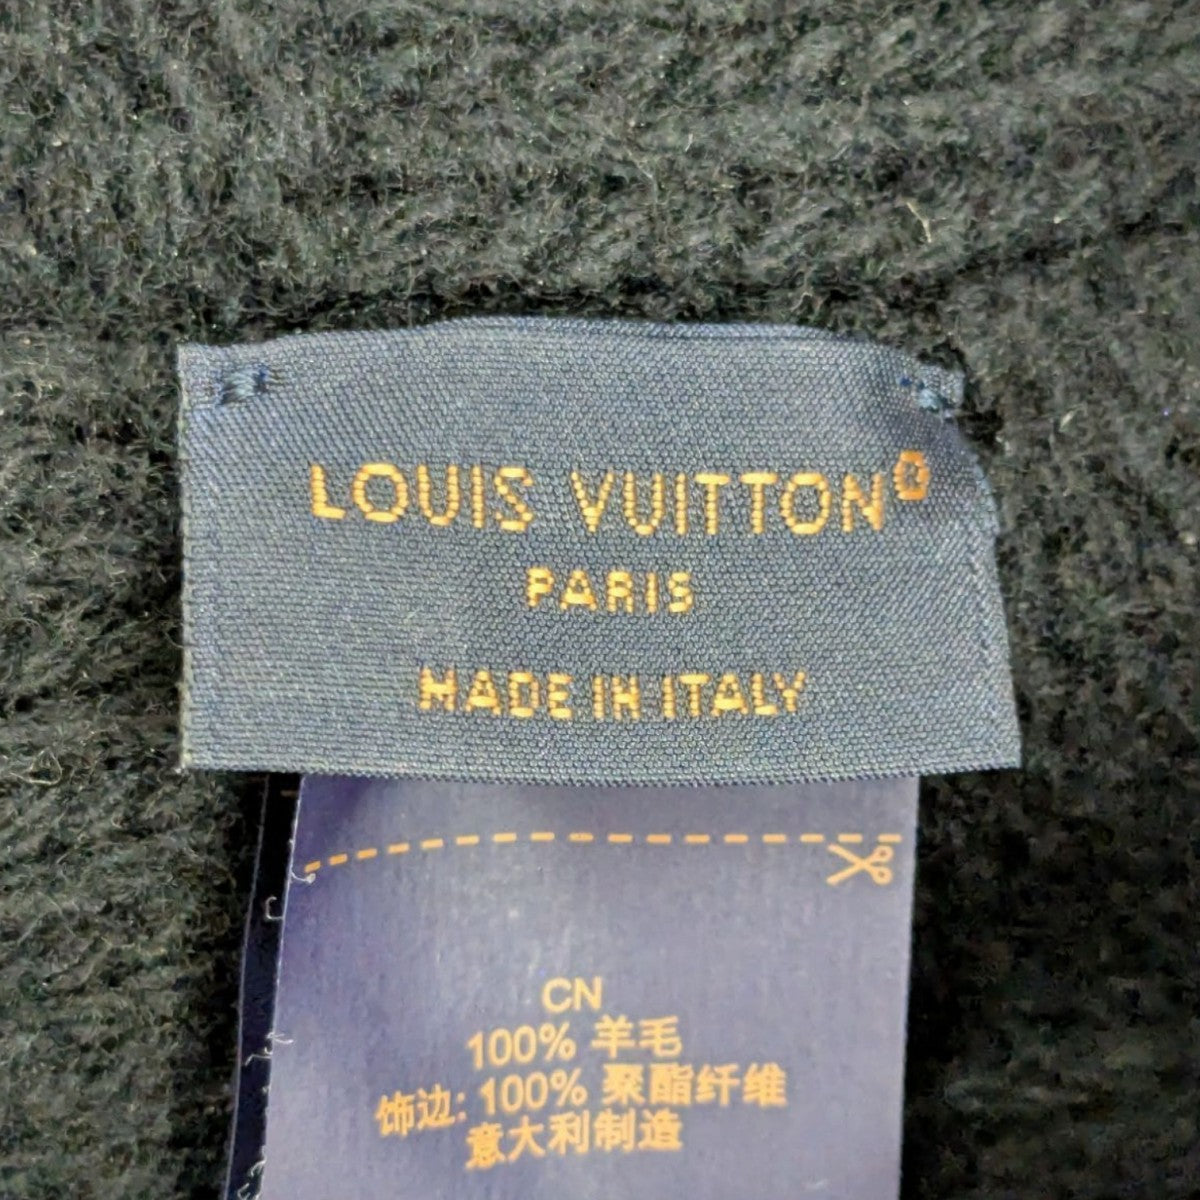 LOUIS VUITTON®
PARIS
MADE IN ITALY
CN
100% 羊毛
饰边: 100% 聚酯纤维
意大利制造